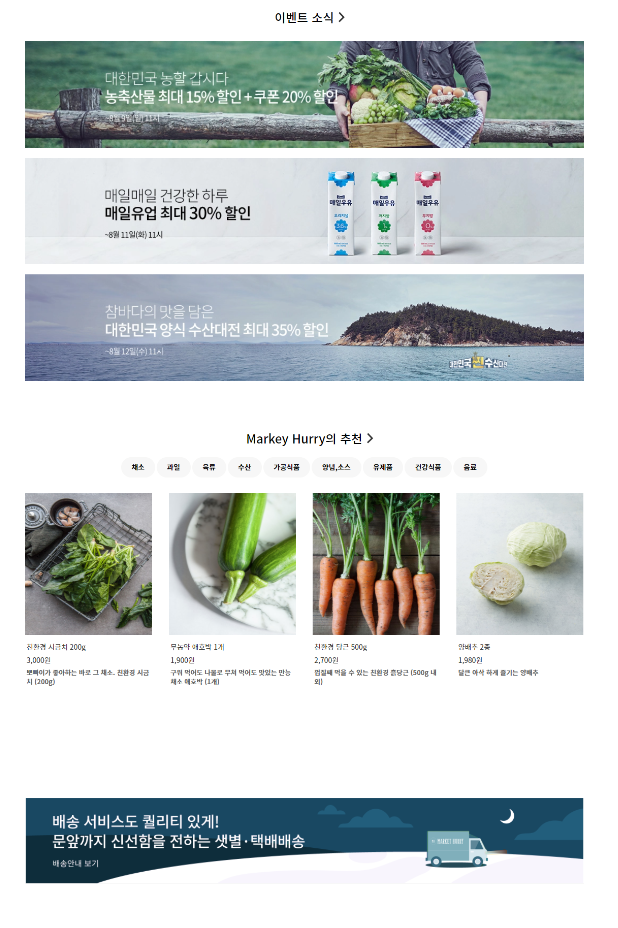 이벤트 소식
대한민국 농할 갑시다
농축산물 최대 15% 할인 + 쿠폰 20% 할인
~8월 9일(일) 11시
매일매일 건강한 하루
매일유업 최대 30% 할인
~8월 11일(화) 11시
매일우유 매일우유 매일우유
참바다의 맛을 담은
대한민국 양식 수산대전 최대 35% 할인
~8월 12일(수) 11시
Markey Hurry의 추천
채소 과일 육류 수산 가공식품 양념,소스 유제품 건강식품 음료
친환경 시금치 200g
3,000원
뽀빠이가 좋아하는 바로 그 채소. 친환경 시금
치 (200g)
무농약 애호박 1개
1,900원
구워 먹어도 나물로 무쳐 먹어도 맛있는 만능
채소 애호박 (1개)
친환경 당근 500g
2,700원
껍질째 먹을 수 있는 친환경 흙당근 (500g 내
외)
양배추 2종
1,980원
달큰 아삭 하게 즐기는 양배추
배송 서비스도 퀄리티 있게!
문앞까지 신선함을 전하는 샛별·택배배송
배송안내 보기
MARKET HURRY